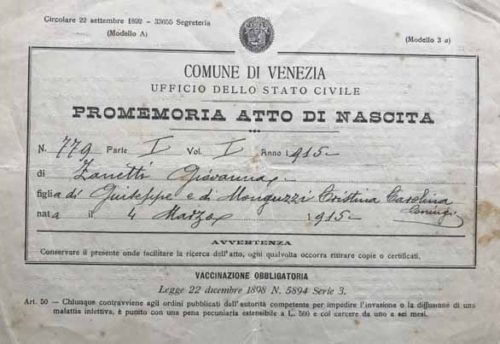 Circolare 22 settembre 1892 - 33655 Segreteria
(Modello A)
(Modello 3 a)
COMUNE DI VENEZIA
UFFICIO DELLO STATO CIVILE
PROMEMORIA ATTO DI NASCITA
N. 779 Parte I Vol. I Anno 1915-
di Zanetti Giovanna
figlia di Guiseppe e di Monguzzi Cristina Carolina
nata il 4 Marzo 1915-
AVVERTENZA
Conservare il presente onde facilitare la ricerca dell'atto, ogni qualvolta occorra ritirare copie o certificati.
VACCINAZIONE OBBLIGATORIA
Legge 22 dicembre 1898 N. 5894 Serie 3.
Art. 50 - Chiunque contravviene agli ordini pubblicati dall'autorità competente per impedire l'invasione o la diffusione di una
malattia infettiva, è punito con una pena pecuniaria estensibile a L. 500 e col carcere da uno a sei mesi.